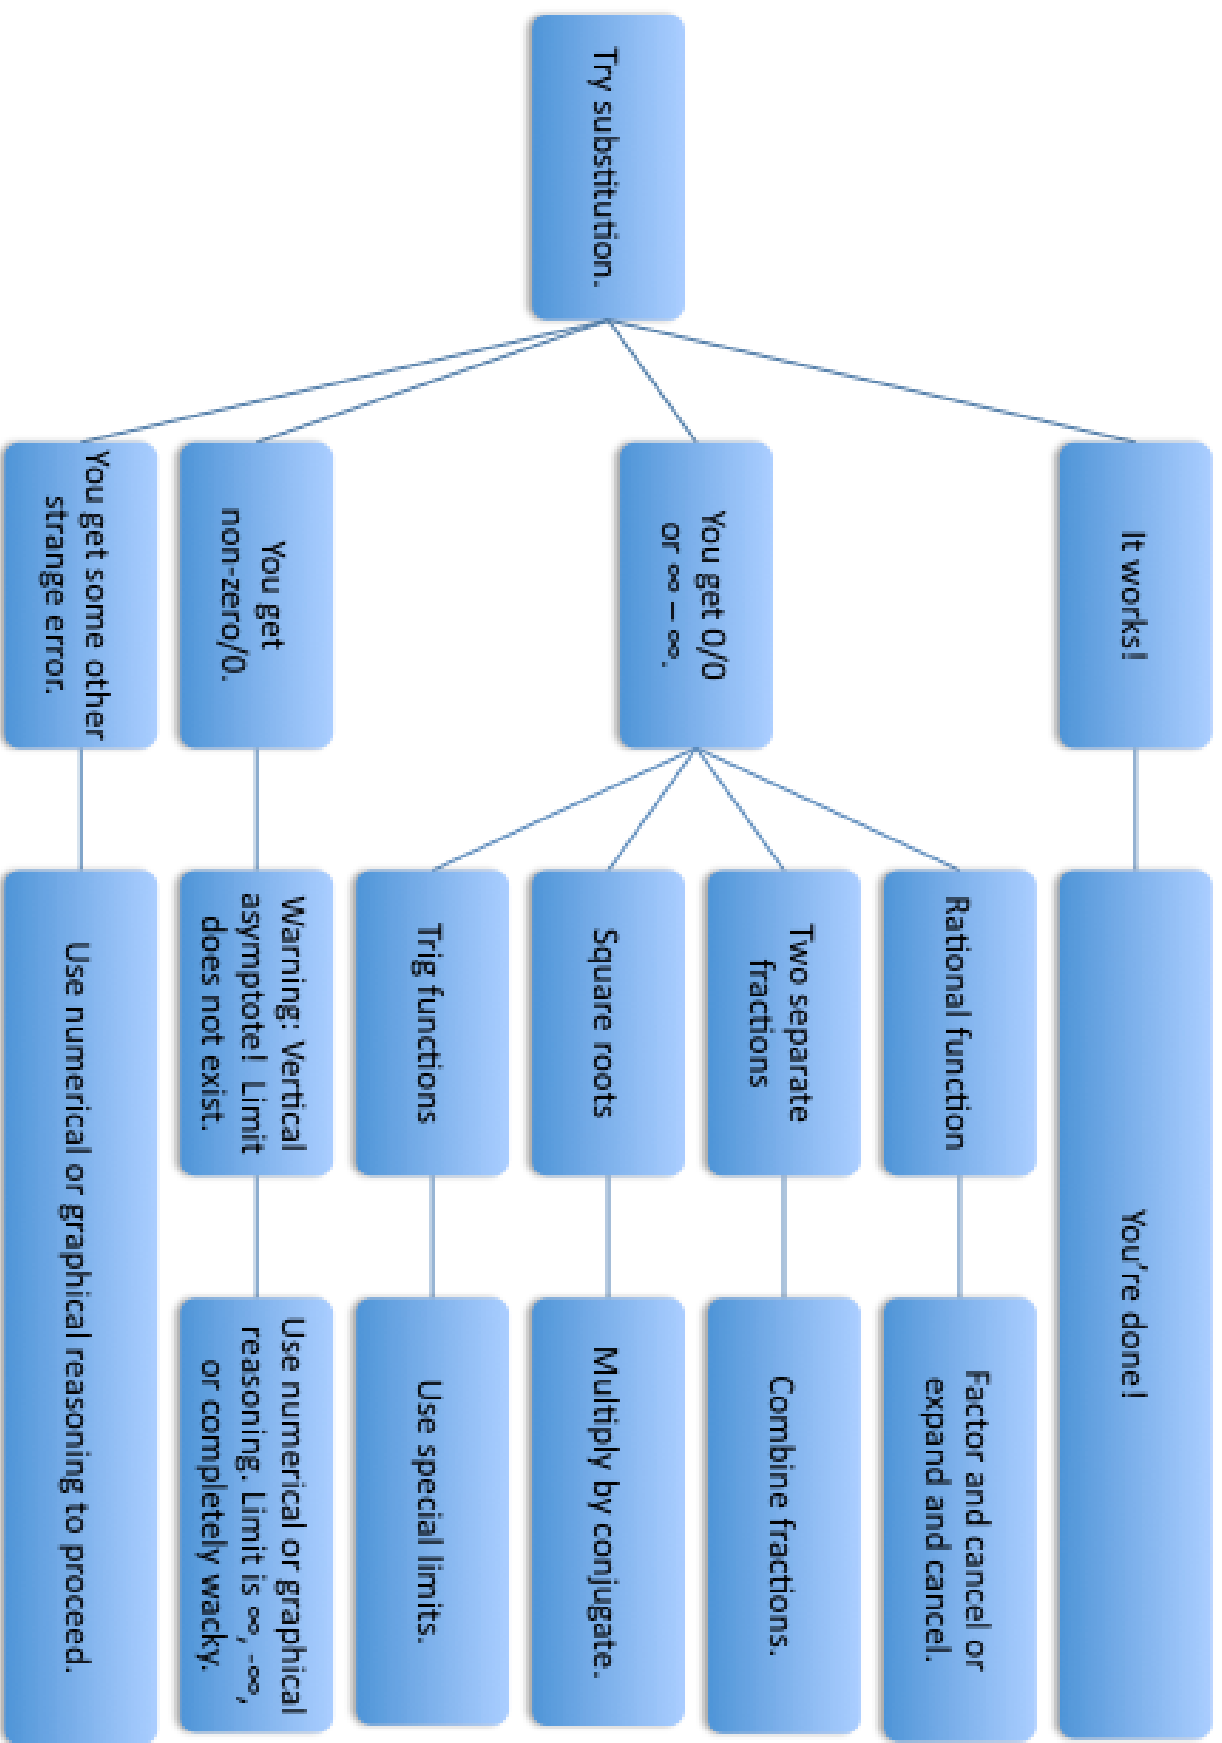 Try substitution.
It works!
You're done!
You get 0/0
or ∞ – ∞.
Rational function
Factor and cancel or
expand and cancel.
Two separate
fractions
Combine fractions.
Square roots
Multiply by conjugate.
Trig functions
Use special limits.
You get
non-zero/0.
Warning: Vertical
asymptote! Limit
does not exist.
Use numerical or graphical
reasoning. Limit is ∞, -∞,
or completely wacky.
You get some other
strange error.
Use numerical or graphical reasoning to proceed.